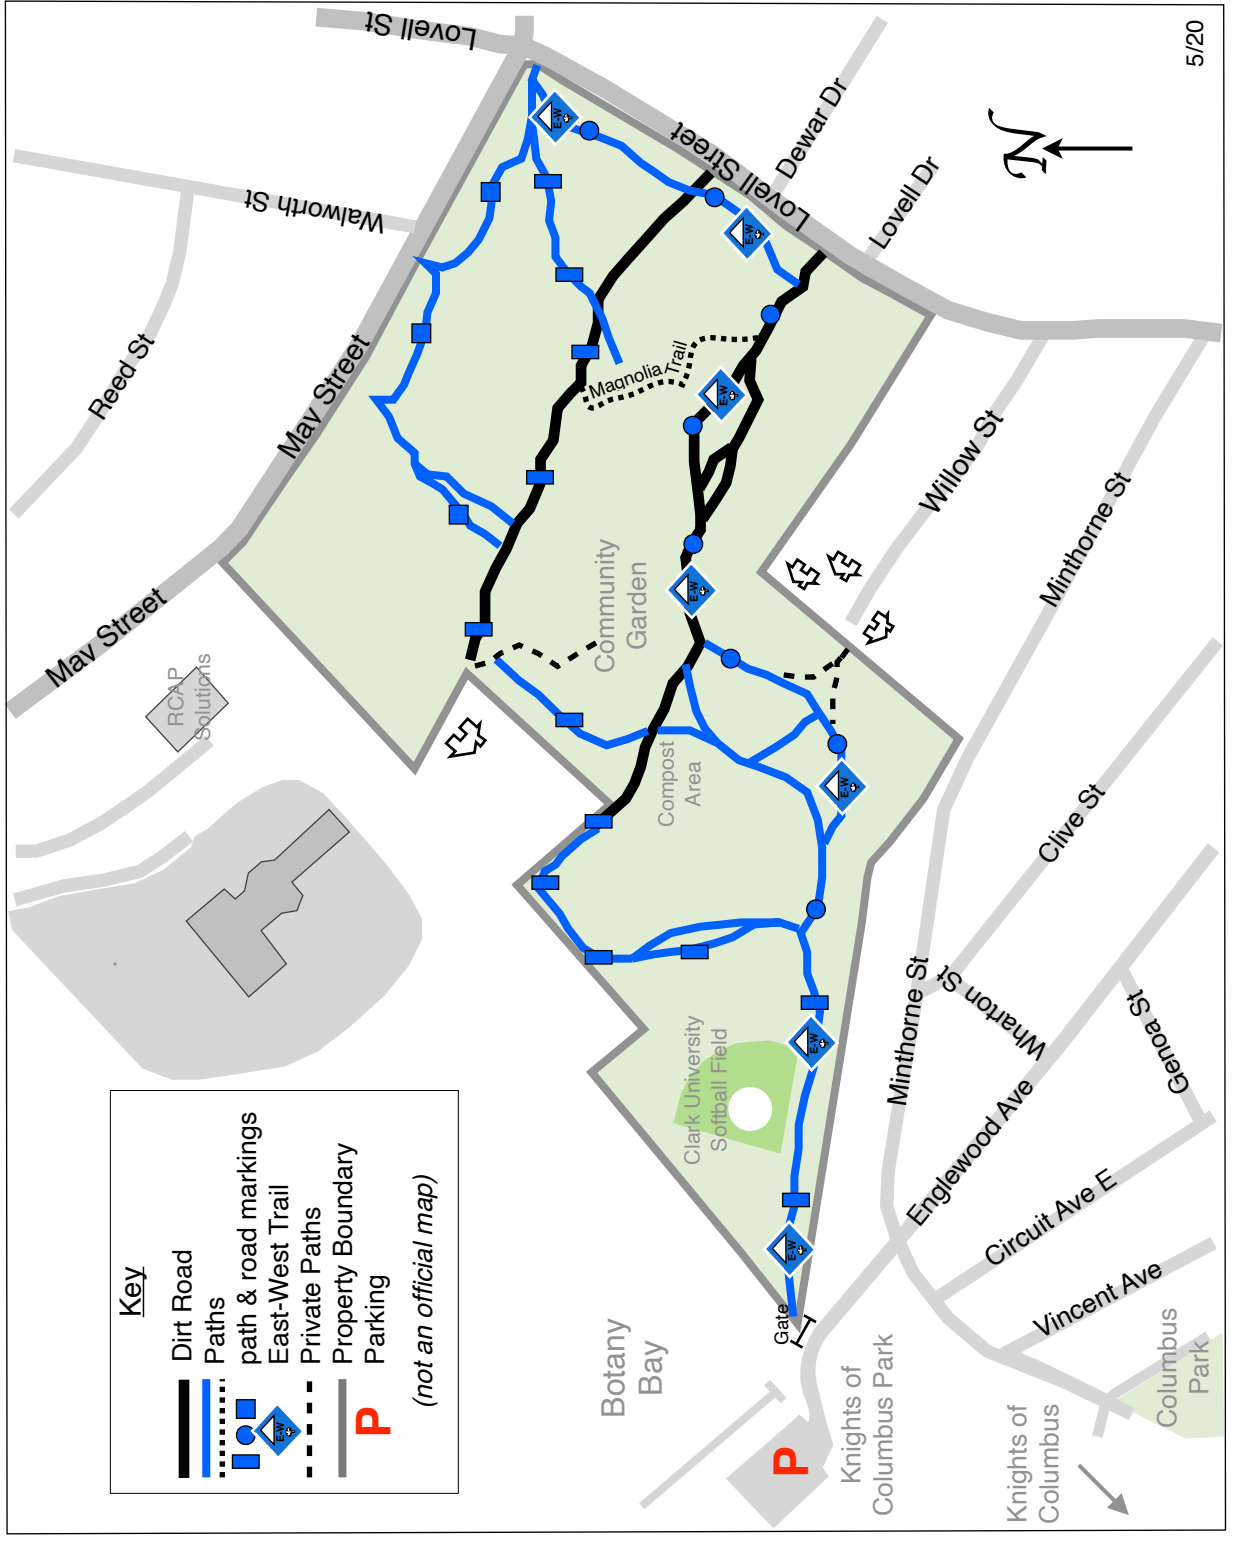 Lovell St
Lovell Street
Dewar Dr
Lovell Dr
5/20
N
Walworth St
Reed St
May Street
May Street
RCAP
Solutions
Magnolia Trail
Community
Garden
Compost
Area
Willow St
Minthorne St
Clive St
Wharton St
Minthorne St
Genoa St
Englewood Ave
Circuit Ave E
Vincent Ave
Columbus
Park
Knights of
Columbus
Knights of
Columbus Park
P
Gate
Botany
Bay
Clark University
Softball Field
E-W
E-W
E-W
E-W
E-W
E-W
E-W
Key
Dirt Road
Paths
path & road markings
E-W
East-West Trail
Private Paths
Property Boundary
P
Parking
(not an official map)